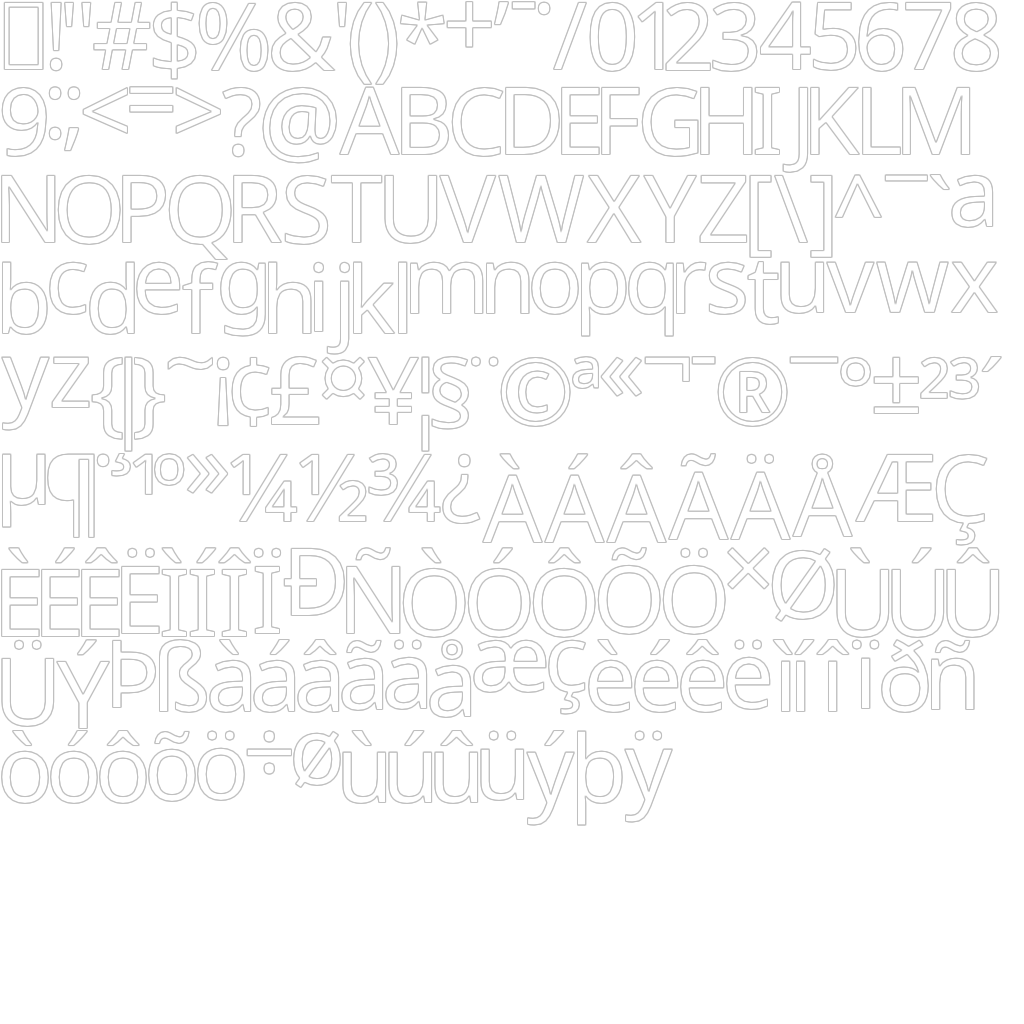 !"#$%&'()*+,-./012345678
9:;<=>?@ABCDEFGHIJKLM
NOPQRSTUVWXYZ[\]^_`a
bcdefghijklmnopqrstuvwx
yz{|}~¡¢£¤¥¦§¨©ª«¬-®¯°±²³´
µ¶·¸¹º»¼½¾¿ÀÁÂÃÄÅÆÇ
ÈÉÊËÌÍÎÏÐÑÒÓÔÕÖ×ØÙÚÛ
ÜÝÞßàáâãäåæçèéêëìíîïðñ
òóôõö÷øùúûüýþÿ